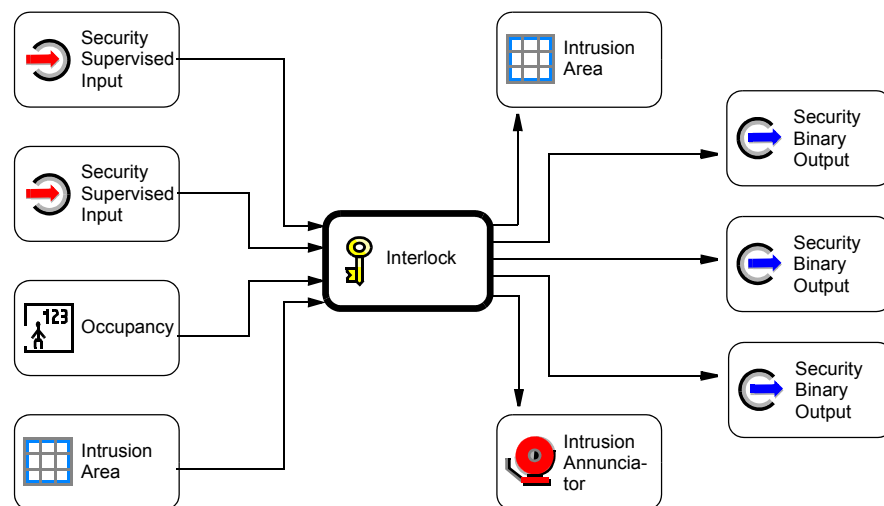 Security
Supervised
Input
Security
Supervised
Input
123
Occupancy
Intrusion
Area
Interlock
Intrusion
Area
Intrusion
Annuncia-
tor
Security
Binary
Output
Security
Binary
Output
Security
Binary
Output